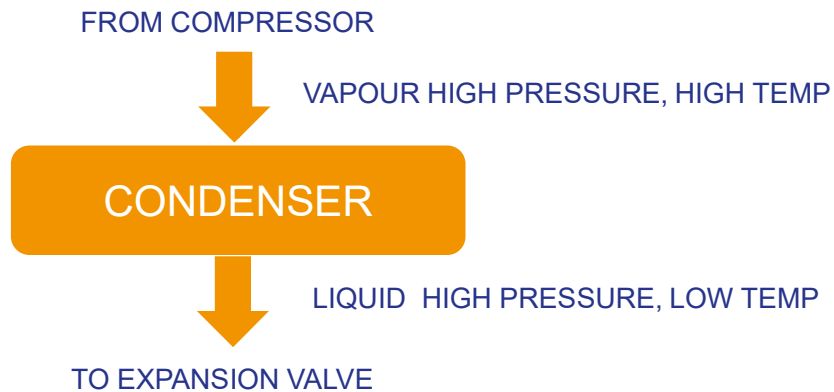 FROM COMPRESSOR
VAPOUR HIGH PRESSURE, HIGH TEMP
CONDENSER
LIQUID  HIGH PRESSURE, LOW TEMP
TO EXPANSION VALVE